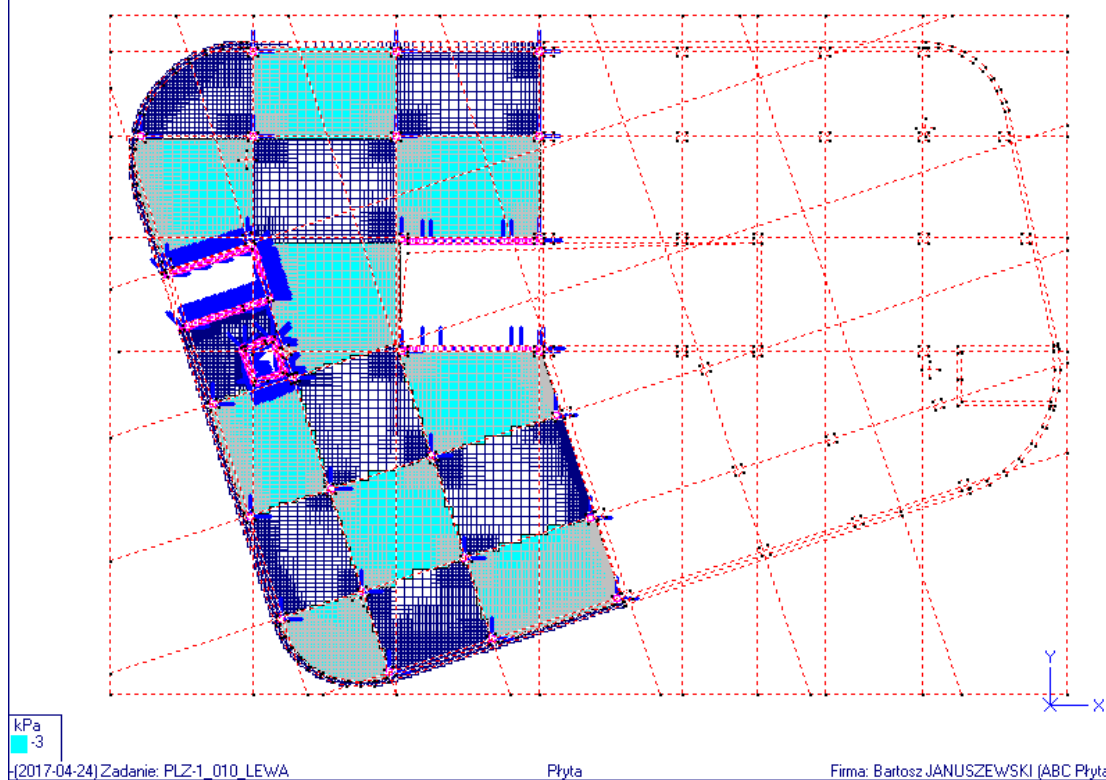 Y
X
kPa
-3
-(2017-04-24) Zadanie: PLZ-1_010_LEWA Płyta Firma: Bartosz JANUSZEWSKI (ABC Płyta